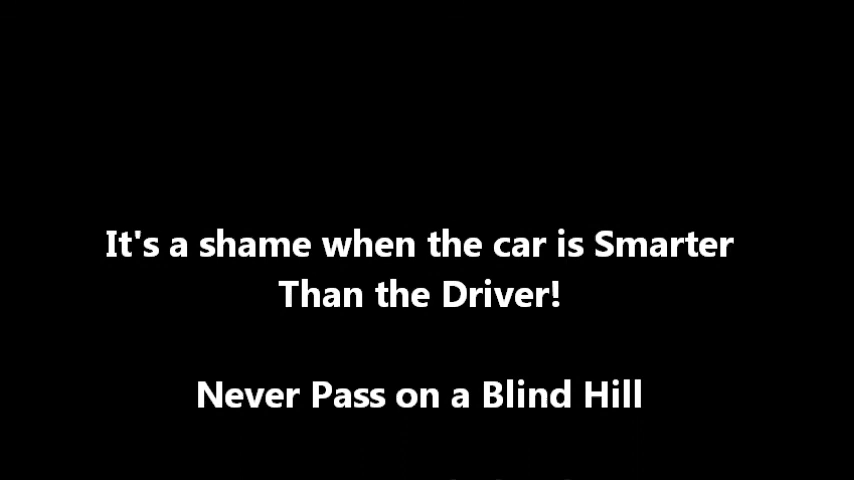 It's a shame when the car is Smarter
Than the Driver!
Never Pass on a Blind Hill